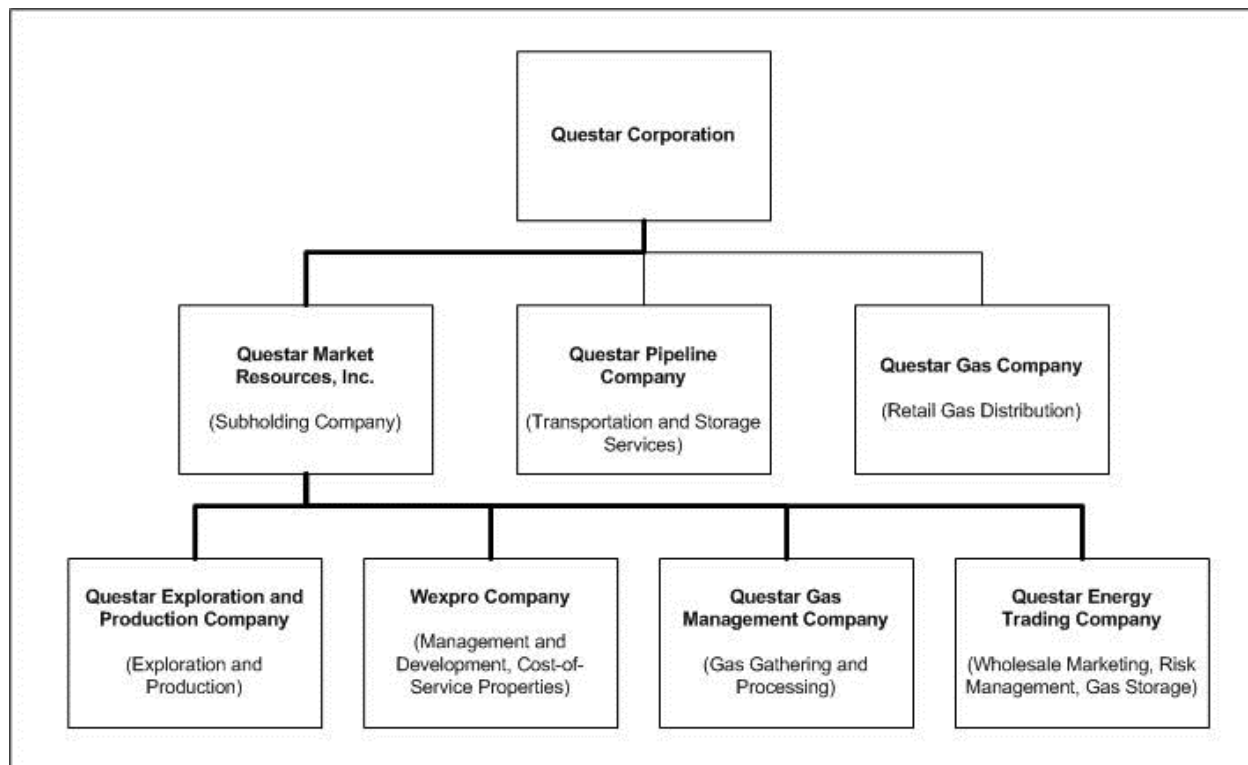 Questar Corporation
Questar Market
Resources, Inc.
(Subholding Company)
Questar Pipeline
Company
(Transportation and Storage
Services)
Questar Gas Company
(Retail Gas Distribution)
Questar Exploration and
Production Company
(Exploration and
Production)
Wexpro Company
(Management and
Development, Cost-of-
Service Properties)
Questar Gas
Management Company
(Gas Gathering and
Processing)
Questar Energy
Trading Company
(Wholesale Marketing, Risk
Management, Gas Storage)